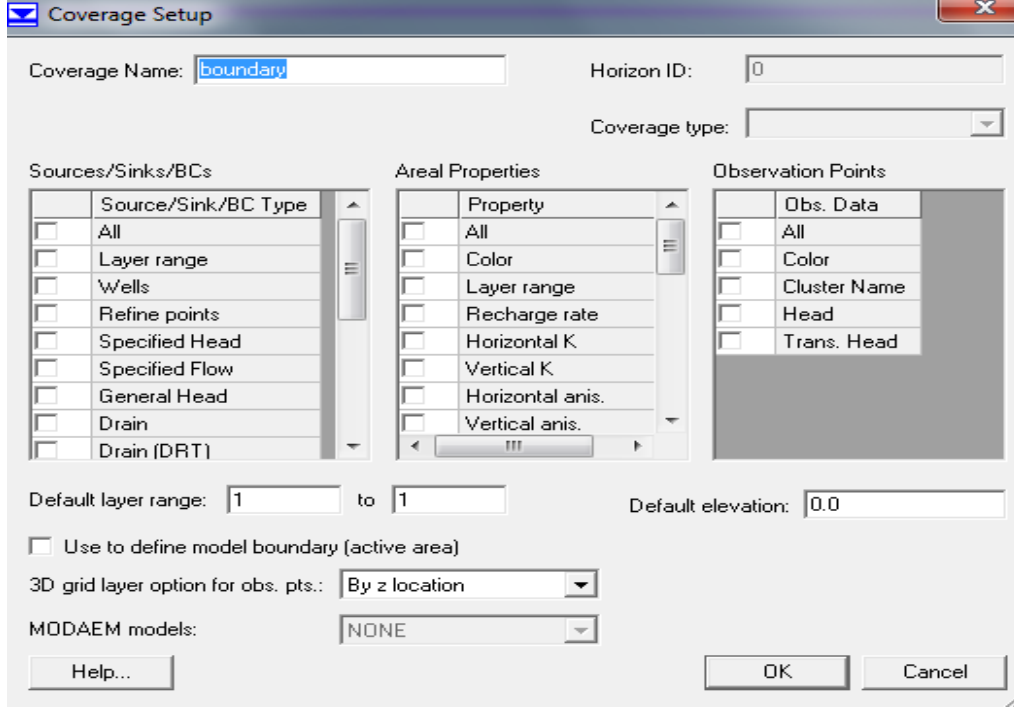 Coverage Setup
Coverage Name: boundary
Horizon ID: 0
Coverage type:
Sources/Sinks/BCs
Source/Sink/BC Type
All
Layer range
Wells
Refine points
Specified Head
Specified Flow
General Head
Drain
Drain (DRT)
Areal Properties
Property
All
Color
Layer range
Recharge rate
Horizontal K
Vertical K
Horizontal anis.
Vertical anis.
Observation Points
Obs. Data
All
Color
Cluster Name
Head
Trans. Head
Default layer range: 1 to 1
Default elevation: 0.0
Use to define model boundary (active area)
3D grid layer option for obs. pts.: By z location
MODAEM models: NONE
Help... OK Cancel